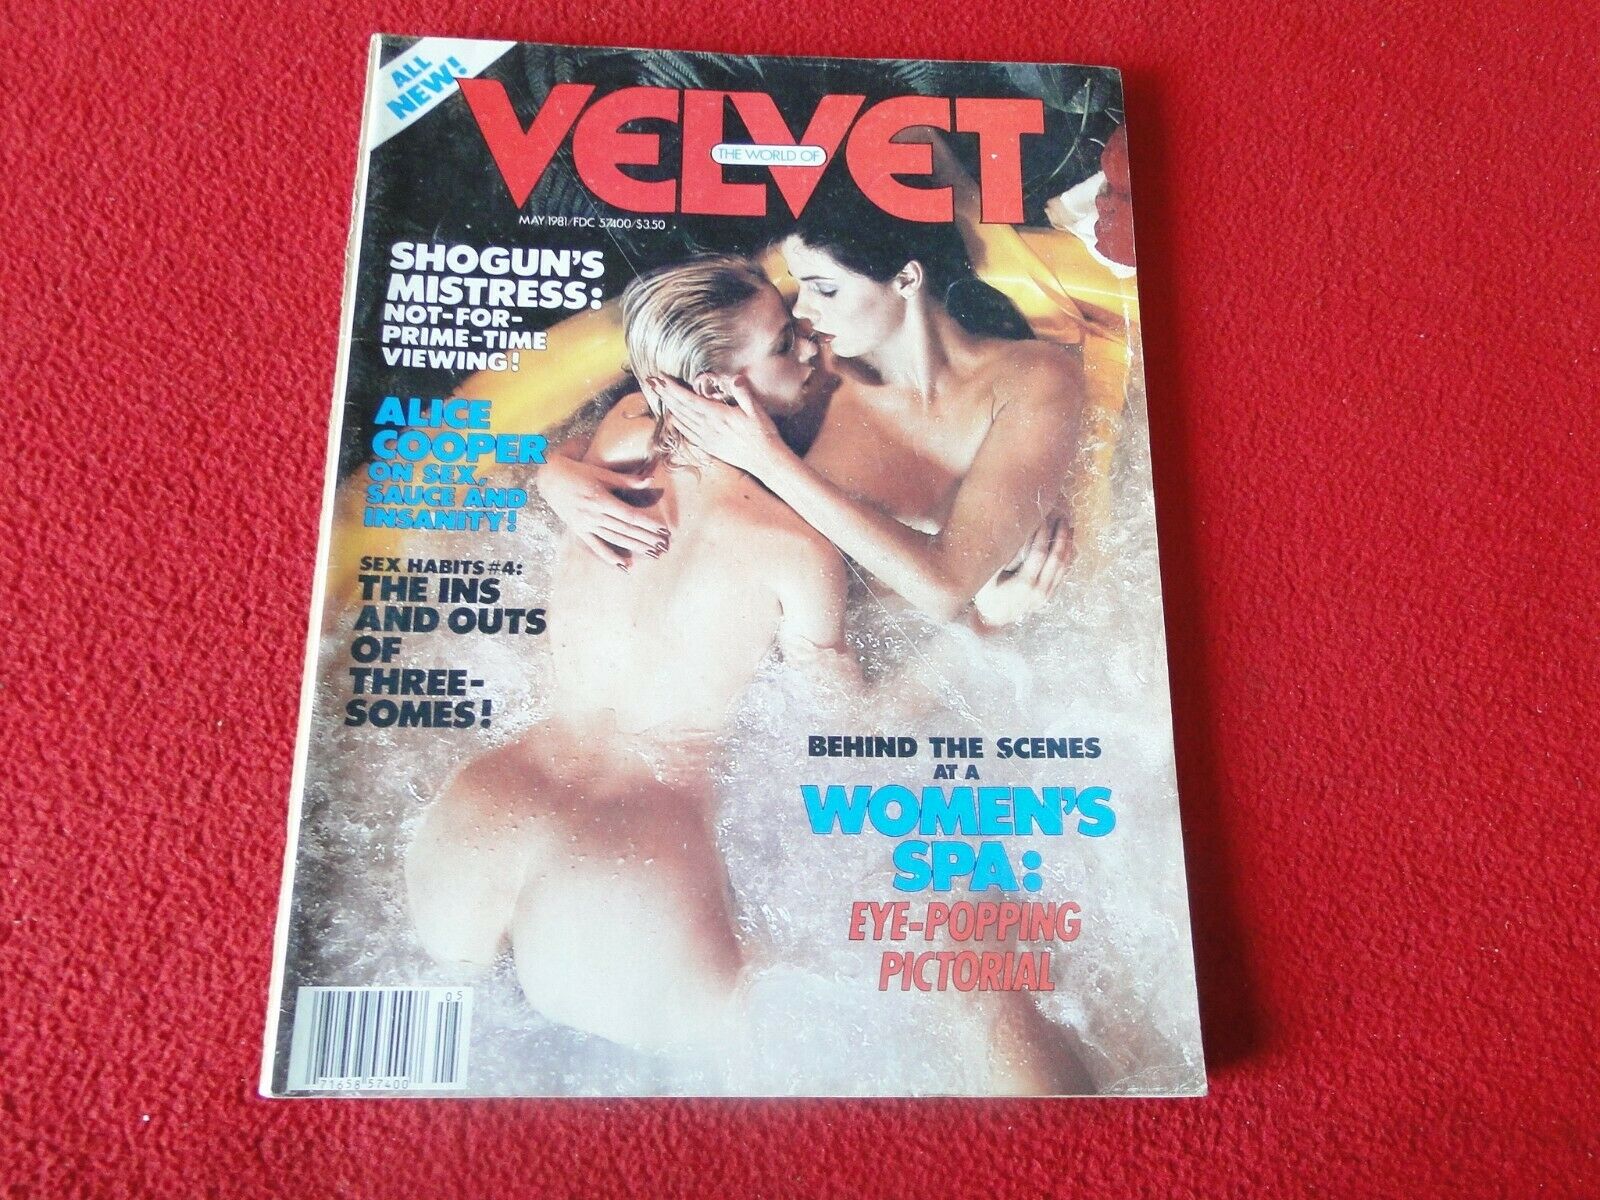 ALL
NEW!
VELVET
THE WORLD OF
MAY 1981/FDC 57400/$3.50
SHOGUN'S
MISTRESS:
NOT-FOR-
PRIME-TIME
VIEWING!
ALICE
COOPER
ON SEX,
SAUCE AND
INSANITY!
SEX HABITS #4:
THE INS
AND OUTS
OF
THREE-
SOMES!
BEHIND THE SCENES
AT A
WOMEN'S
SPA:
EYE-POPPING
PICTORIAL
05
71658 57400